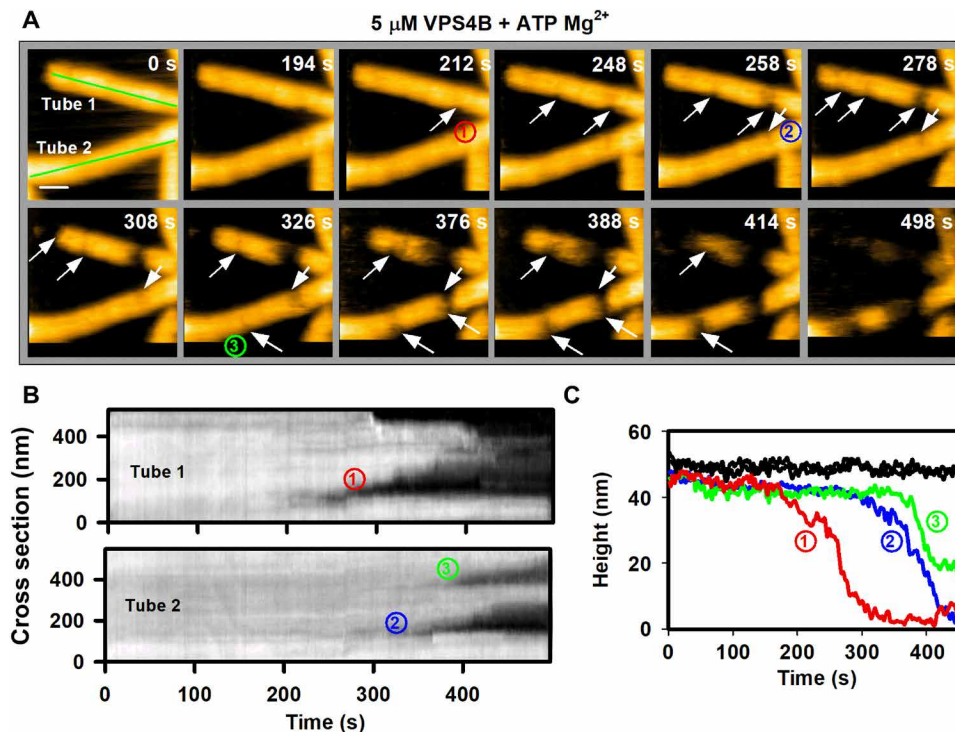 A
5 μM VPS4B + ATP Mg²⁺
0 s 194 s 212 s 248 s 258 s 278 s
Tube 1
1 2
Tube 2
308 s 326 s 376 s 388 s 414 s 498 s
3
B
C
Cross section (nm)
400
200
0
Tube 1
1
400
200
0
Tube 2
3
2
0 100 200 300 400 500
Time (s)
Height (nm)
60
40
20
0
1
2
3
0 100 200 300 400
Time (s)